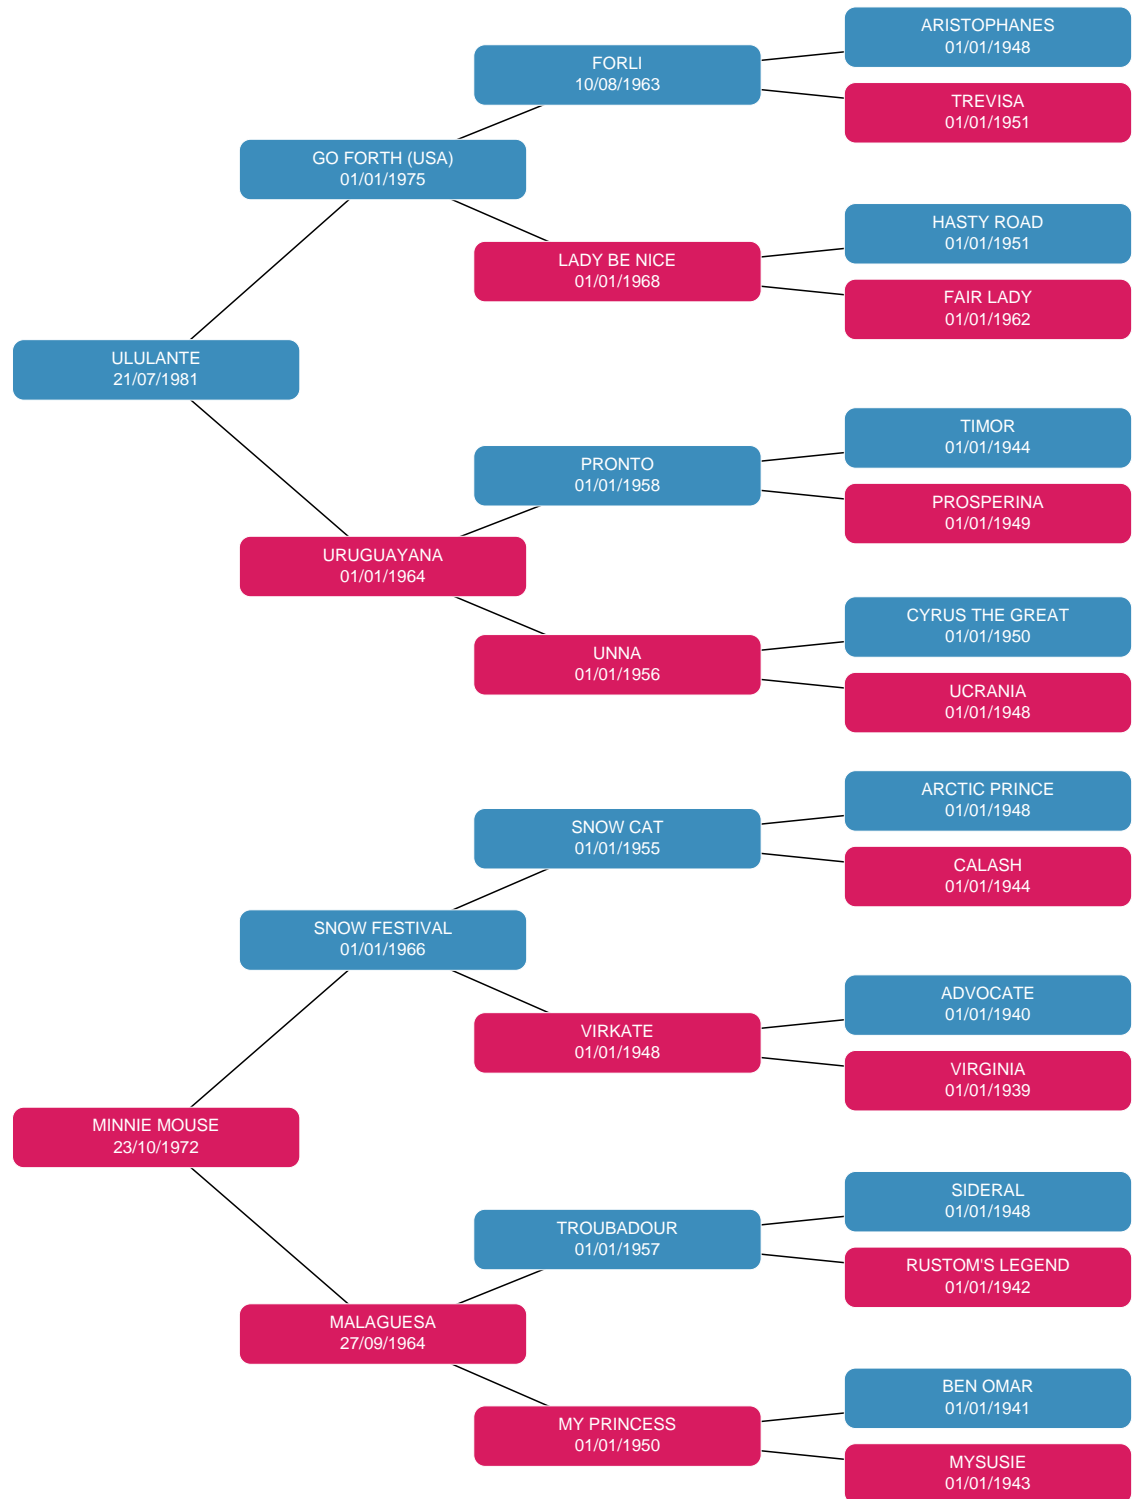 ARISTOPHANES
01/01/1948
FORLI
10/08/1963
TREVISA
01/01/1951
GO FORTH (USA)
01/01/1975
HASTY ROAD
01/01/1951
LADY BE NICE
01/01/1968
FAIR LADY
01/01/1962
ULULANTE
21/07/1981
TIMOR
01/01/1944
PRONTO
01/01/1958
PROSPERINA
01/01/1949
URUGUAYANA
01/01/1964
CYRUS THE GREAT
01/01/1950
UNNA
01/01/1956
UCRANIA
01/01/1948
ARCTIC PRINCE
01/01/1948
SNOW CAT
01/01/1955
CALASH
01/01/1944
SNOW FESTIVAL
01/01/1966
ADVOCATE
01/01/1940
VIRKATE
01/01/1948
VIRGINIA
01/01/1939
MINNIE MOUSE
23/10/1972
SIDERAL
01/01/1948
TROUBADOUR
01/01/1957
RUSTOM'S LEGEND
01/01/1942
MALAGUESA
27/09/1964
BEN OMAR
01/01/1941
MY PRINCESS
01/01/1950
MYSUSIE
01/01/1943